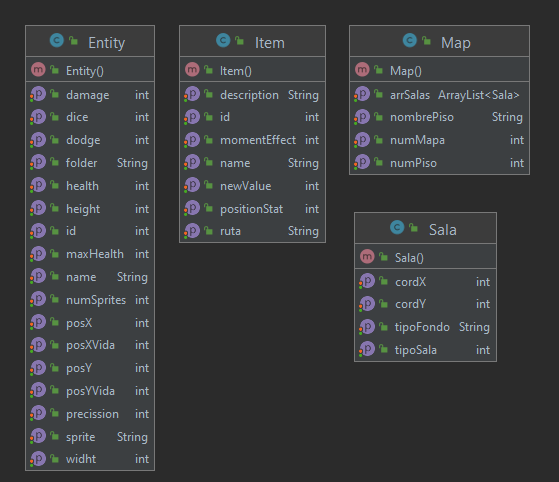 Entity
Entity()
damage int
dice int
dodge int
folder String
health int
height int
id int
maxHealth int
name String
numSprites int
posX int
posXVida int
posY int
posYVida int
precission int
sprite String
widht int
Item
Item()
description String
id int
momentEffect int
name String
newValue int
positionStat int
ruta String
Map
Map()
arrSalas ArrayList<Sala>
nombrePiso String
numMapa int
numPiso int
Sala
Sala()
cordX int
cordY int
tipoFondo String
tipoSala int